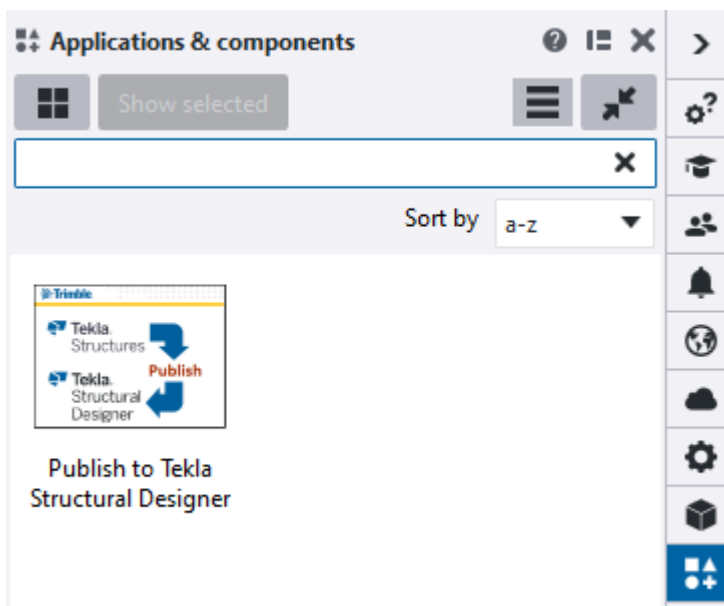 Applications & components
Show selected
Sort by a-z
Trimble
Tekla.
Structures
Publish
Tekla.
Structural
Designer
Publish to Tekla
Structural Designer